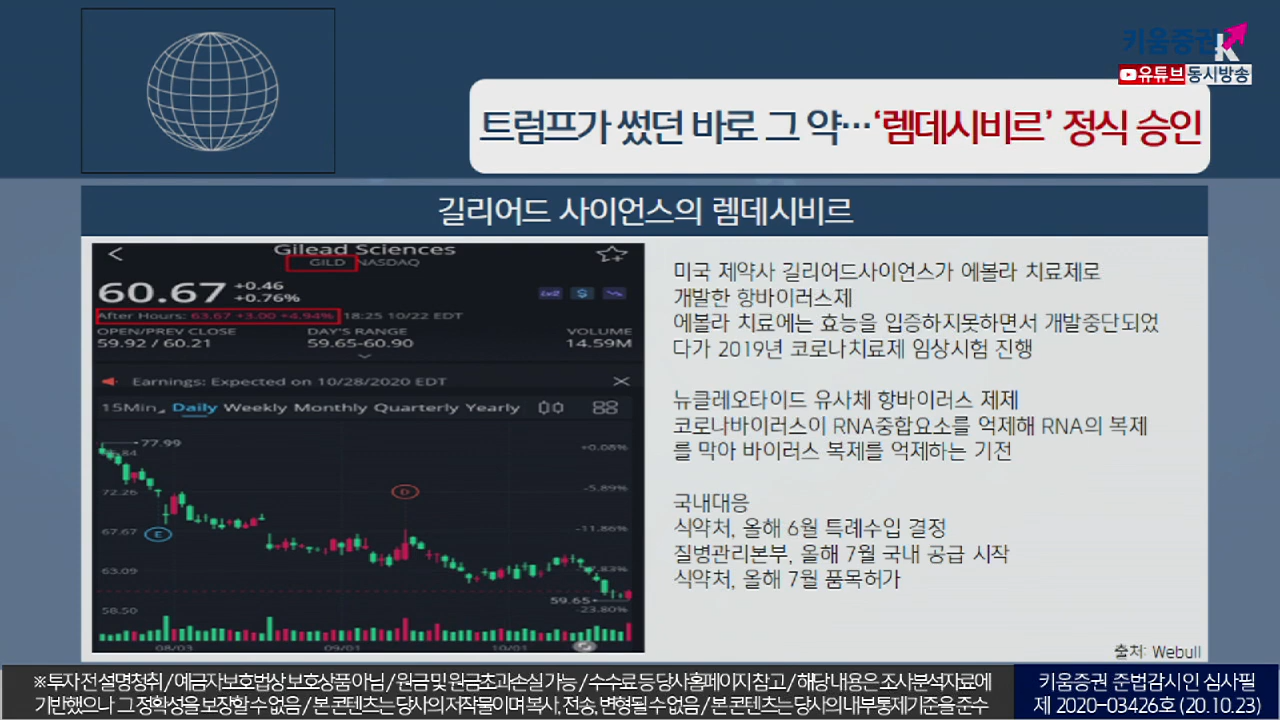 키움증권
유튜브 동시방송
트럼프가 썼던 바로 그 약…‘렘데시비르’ 정식 승인
길리어드 사이언스의 렘데시비르
Gilead Sciences
GILD NASDAQ
60.67 +0.46
+0.76%
After Hours: 63.67 +3.00 +4.94% 18:25 10/22 EDT
OPEN/PREV CLOSE DAY'S RANGE VOLUME
59.92 / 60.21 59.65-60.90 14.59M
Earnings: Expected on 10/28/2020 EDT
15Min Daily Weekly Monthly Quarterly Yearly
77.99
+0.08%
72.26
-5.89%
D
67.67
-11.86%
E
63.09
59.65
58.50
-23.80%
08/03 09/01 10/01
미국 제약사 길리어드사이언스가 에볼라 치료제로
개발한 항바이러스제
에볼라 치료에는 효능을 입증하지못하면서 개발중단되었
다가 2019년 코로나치료제 임상시험 진행
뉴클레오타이드 유사체 항바이러스 제제
코로나바이러스이 RNA중합요소를 억제해 RNA의 복제
를 막아 바이러스 복제를 억제하는 기전
국내대응
식약처, 올해 6월 특례수입 결정
질병관리본부, 올해 7월 국내 공급 시작
식약처, 올해 7월 품목허가
출처: Webull
※ 투자 전 설명청취 / 예금자보호법상 보호상품 아님 / 원금 및 원금초과손실 가능 / 수수료 등 당사홈페이지 참고 / 해당 내용은 조사분석자료에
기반했으나 그 정확성을 보장할 수 없음 / 본 콘텐츠는 당사의 저작물이며 복사, 전송, 변형될 수 없음 / 본 콘텐츠는 당사의 내부통제기준을 준수
키움증권 준법감시인 심사필
제 2020-03426호 (20.10.23)